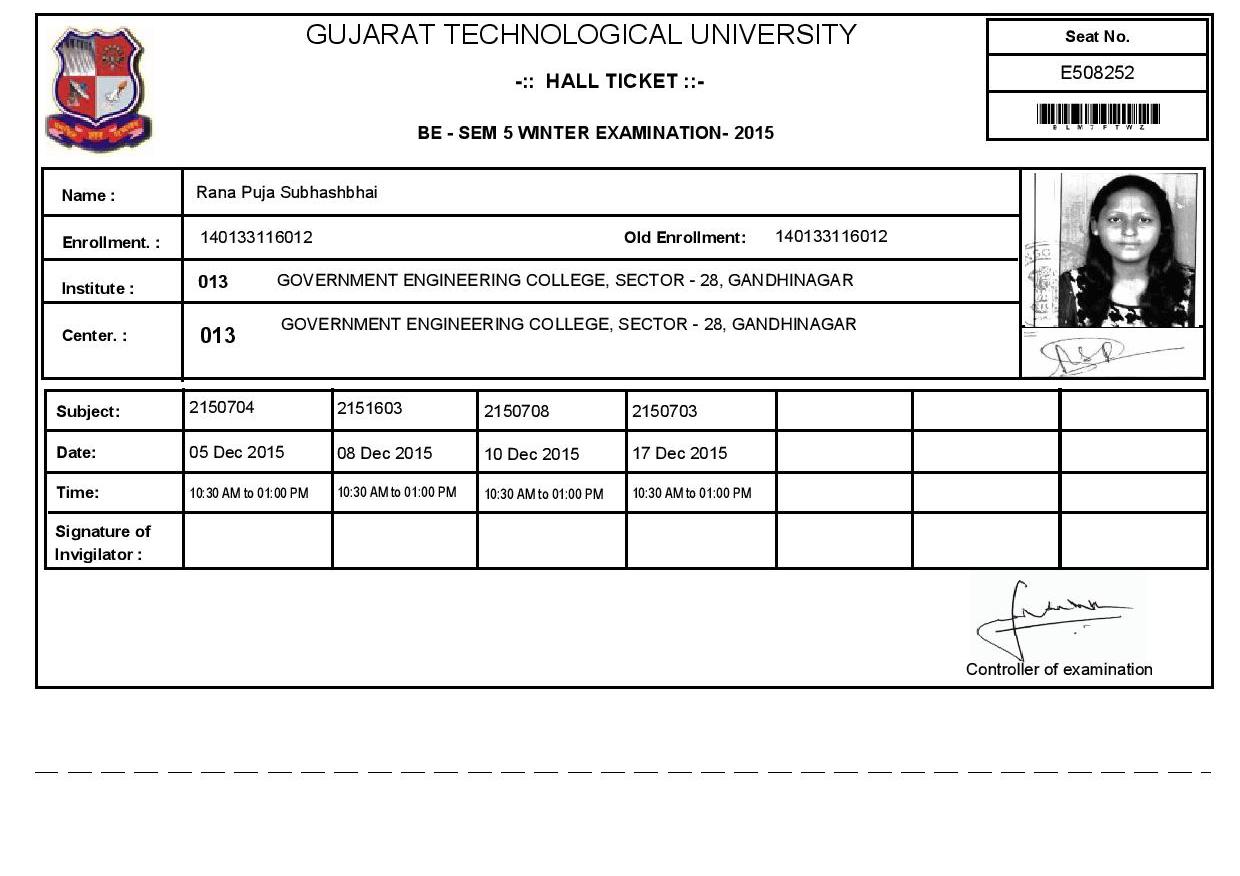 GUJARAT TECHNOLOGICAL UNIVERSITY
-:: HALL TICKET ::-
BE - SEM 5 WINTER EXAMINATION- 2015
Seat No.
E508252
Name : Rana Puja Subhashbhai
Enrollment. : 140133116012 Old Enrollment: 140133116012
Institute : 013 GOVERNMENT ENGINEERING COLLEGE, SECTOR - 28, GANDHINAGAR
Center. : 013 GOVERNMENT ENGINEERING COLLEGE, SECTOR - 28, GANDHINAGAR
Subject: 2150704 2151603 2150708 2150703
Date: 05 Dec 2015 08 Dec 2015 10 Dec 2015 17 Dec 2015
Time: 10:30 AM to 01:00 PM 10:30 AM to 01:00 PM 10:30 AM to 01:00 PM 10:30 AM to 01:00 PM
Signature of
Invigilator :
Controller of examination